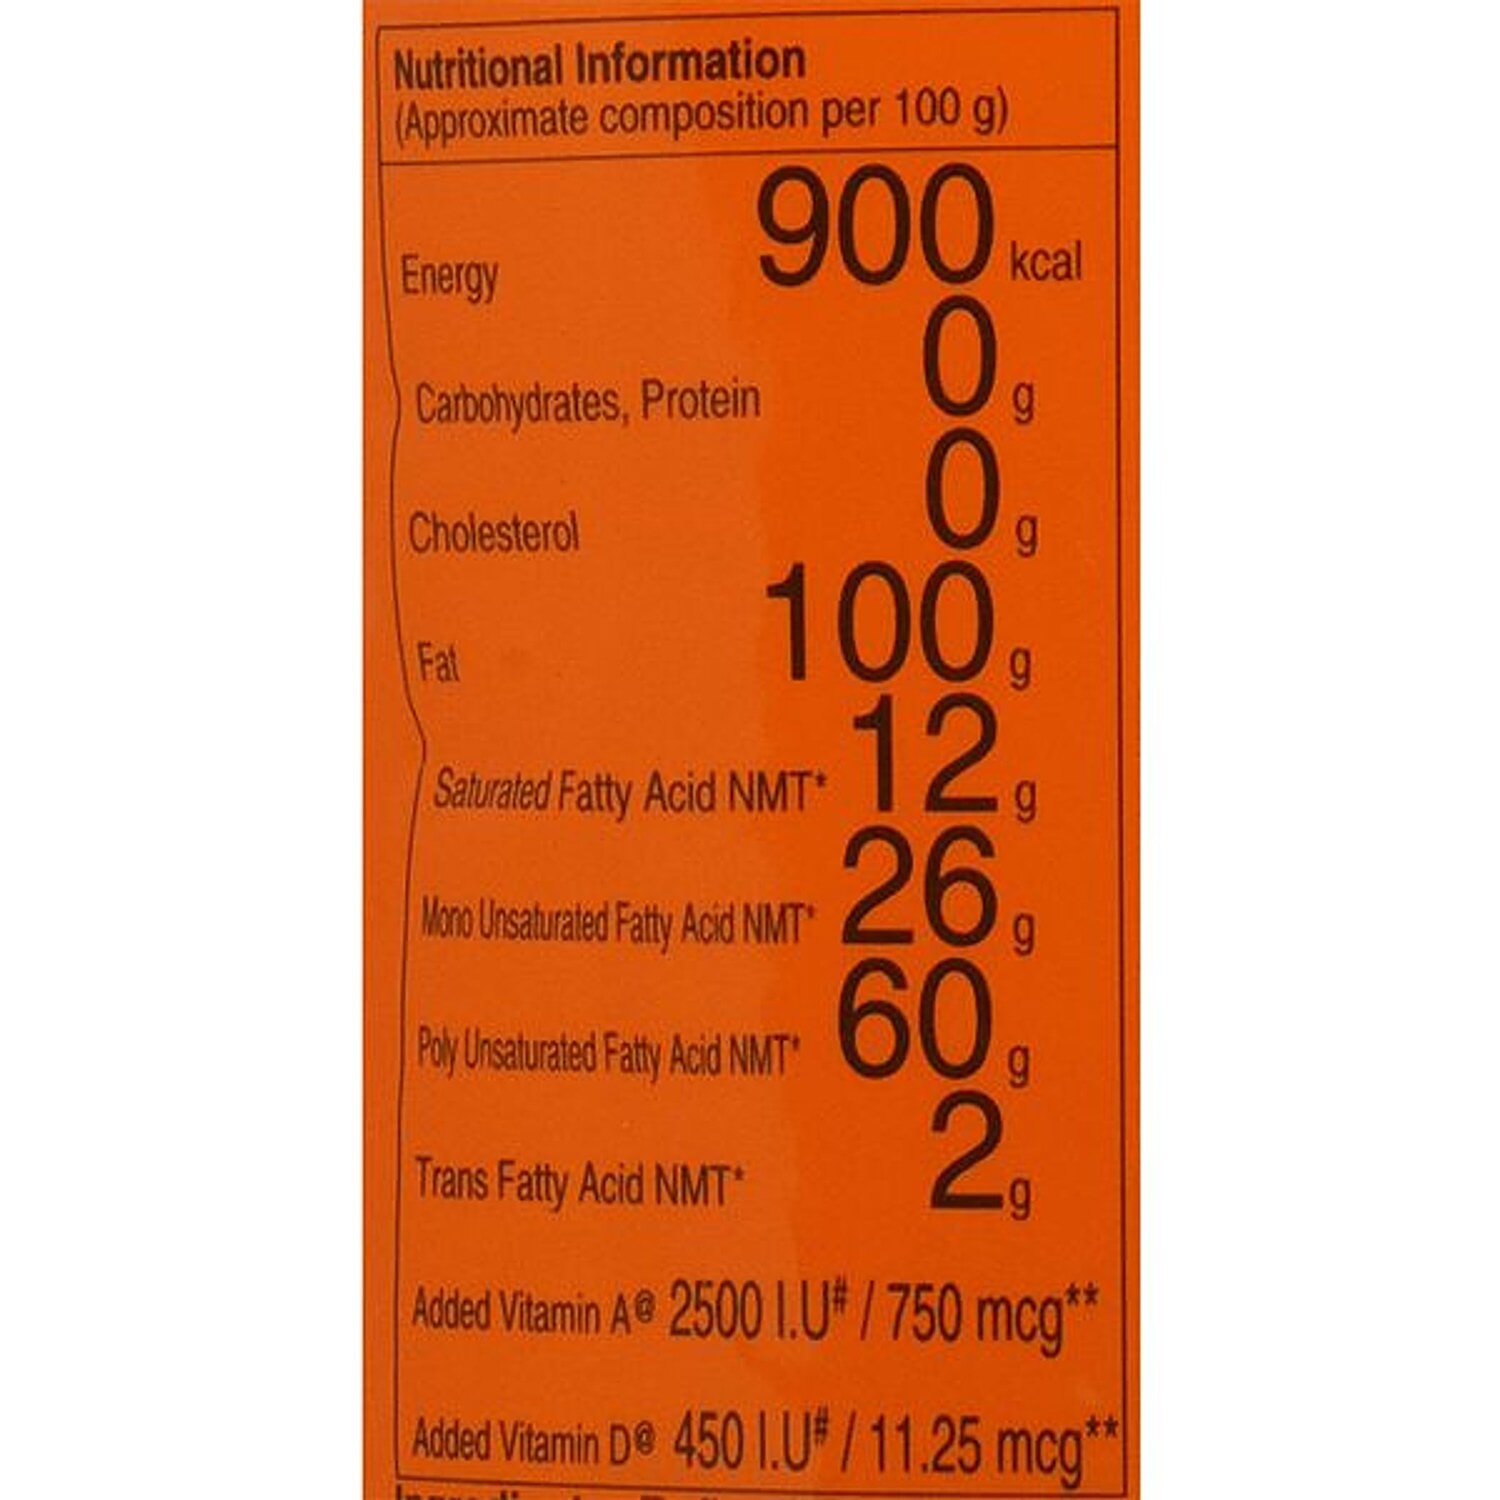 Nutritional Information
(Approximate composition per 100 g)
Energy 900 kcal
Carbohydrates, Protein 0 g
Cholesterol 0 g
Fat 100 g
Saturated Fatty Acid NMT* 12 g
Mono Unsaturated Fatty Acid NMT* 26 g
Poly Unsaturated Fatty Acid NMT* 60 g
Trans Fatty Acid NMT* 2 g
Added Vitamin A@ 2500 I.U# / 750 mcg**
Added Vitamin D@ 450 I.U# / 11.25 mcg**